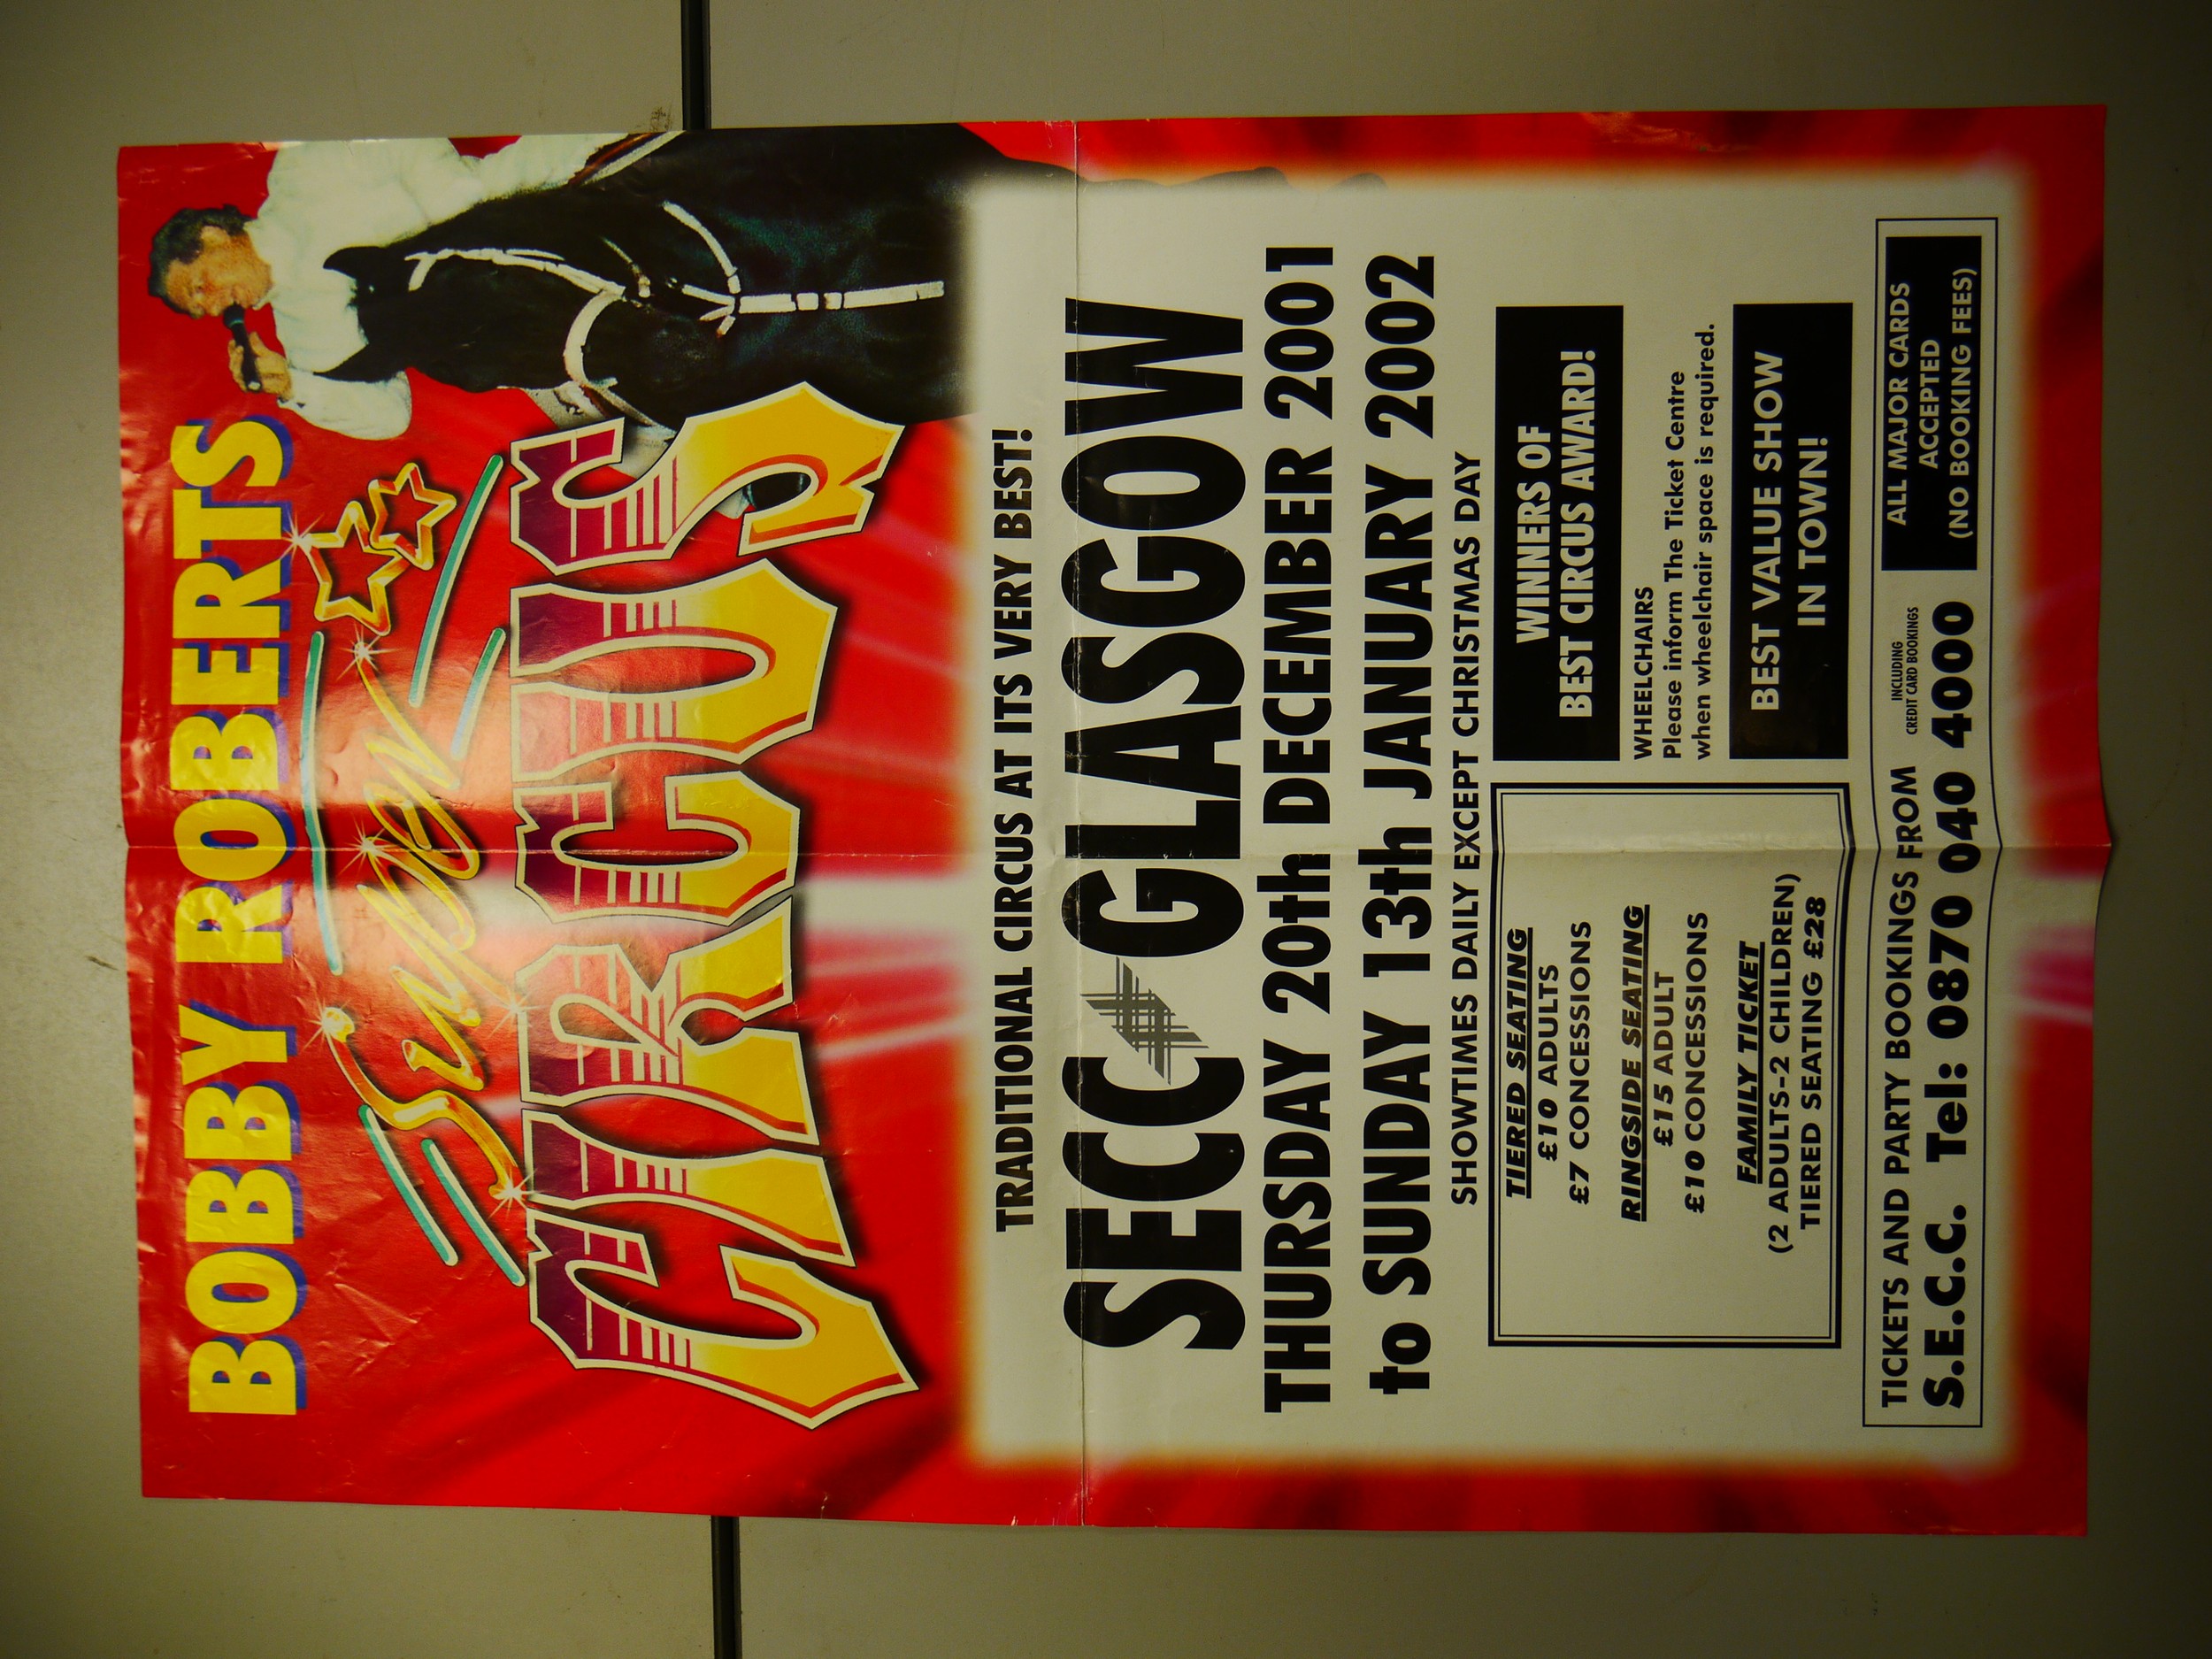 BOBBY ROBERTS
Super
CIRCUS
TRADITIONAL CIRCUS AT ITS VERY BEST!
SECC GLASGOW
THURSDAY 20th DECEMBER 2001
to SUNDAY 13th JANUARY 2002
SHOWTIMES DAILY EXCEPT CHRISTMAS DAY
TIERED SEATING
£10 ADULTS
£7 CONCESSIONS
RINGSIDE SEATING
£15 ADULT
£10 CONCESSIONS
FAMILY TICKET
(2 ADULTS-2 CHILDREN)
TIERED SEATING £28
WINNERS OF
BEST CIRCUS AWARD!
WHEELCHAIRS
Please inform The Ticket Centre
when wheelchair space is required.
BEST VALUE SHOW
IN TOWN!
TICKETS AND PARTY BOOKINGS FROM
INCLUDING
CREDIT CARD BOOKINGS
S.E.C.C. Tel: 0870 040 4000
ALL MAJOR CARDS
ACCEPTED
(NO BOOKING FEES)